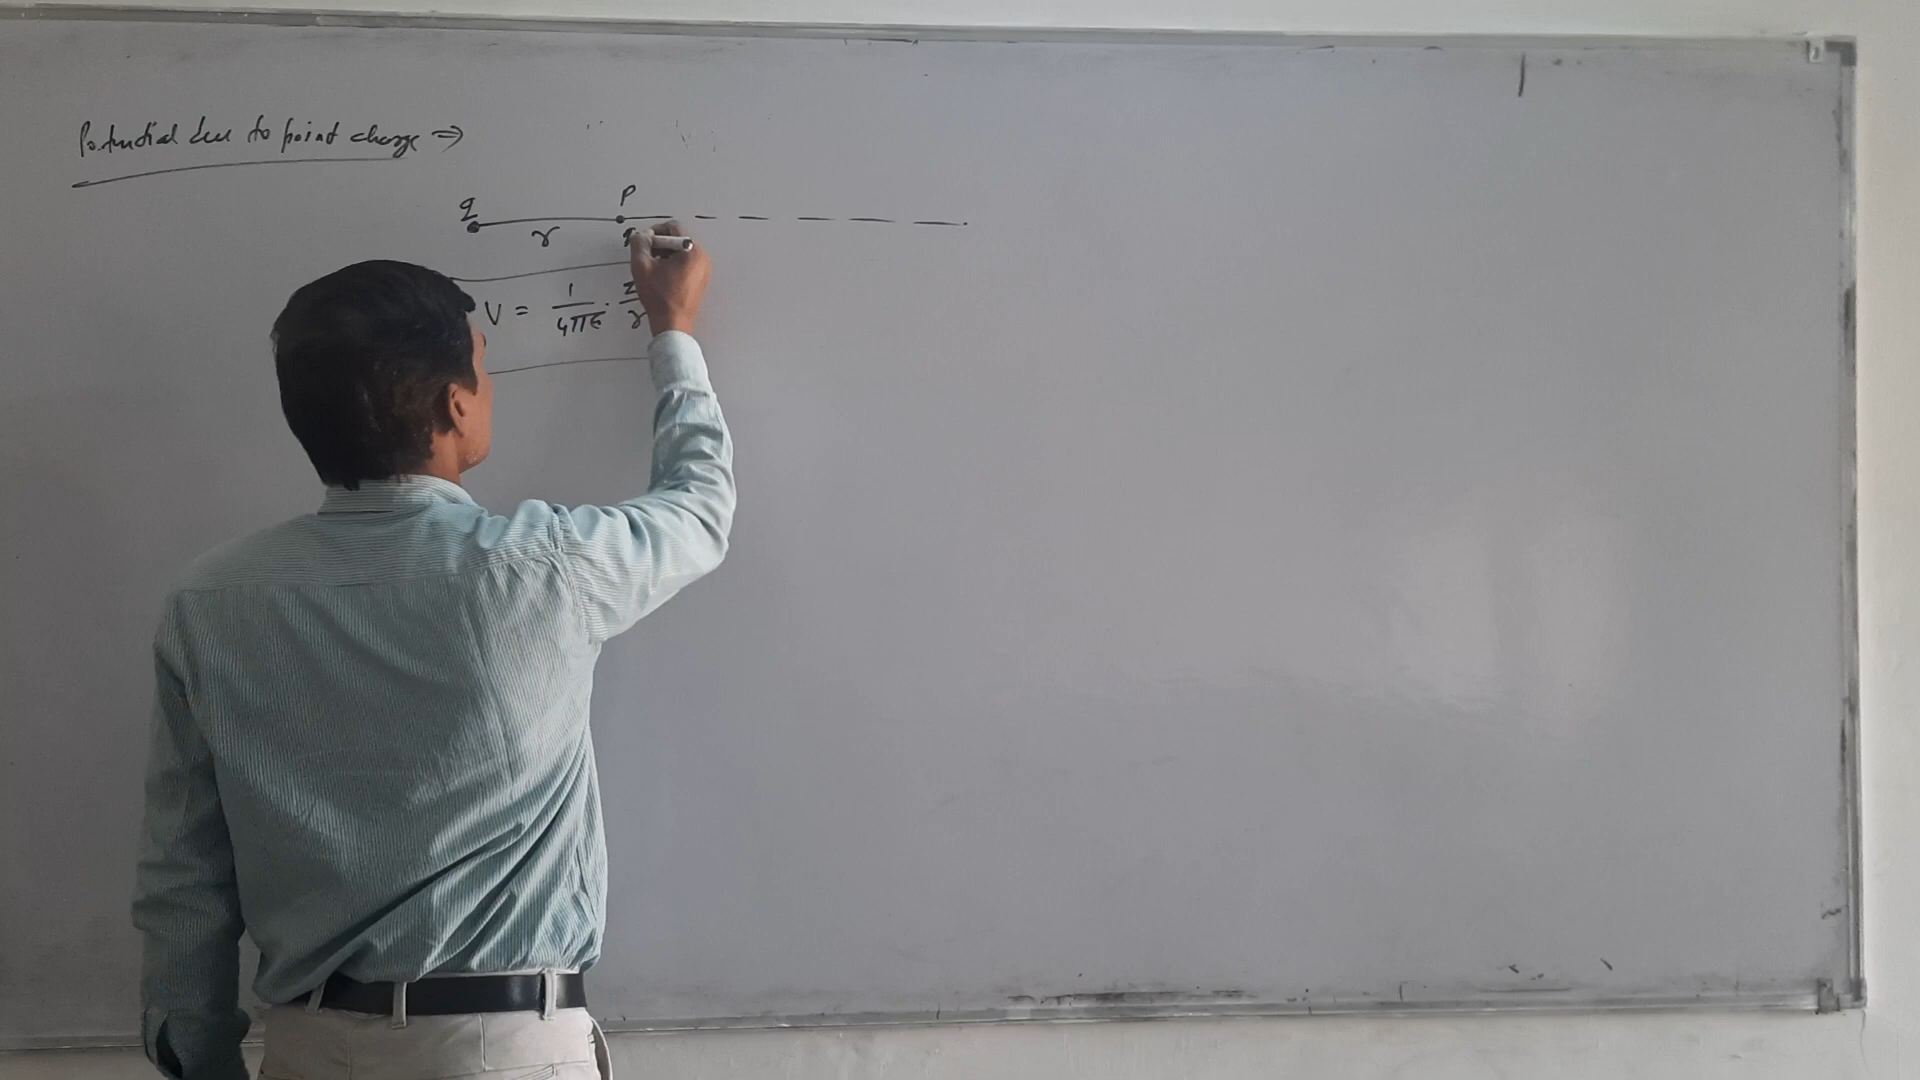 Potential due to point charge ⇒
q P
r
V = 1/4πε · q/r